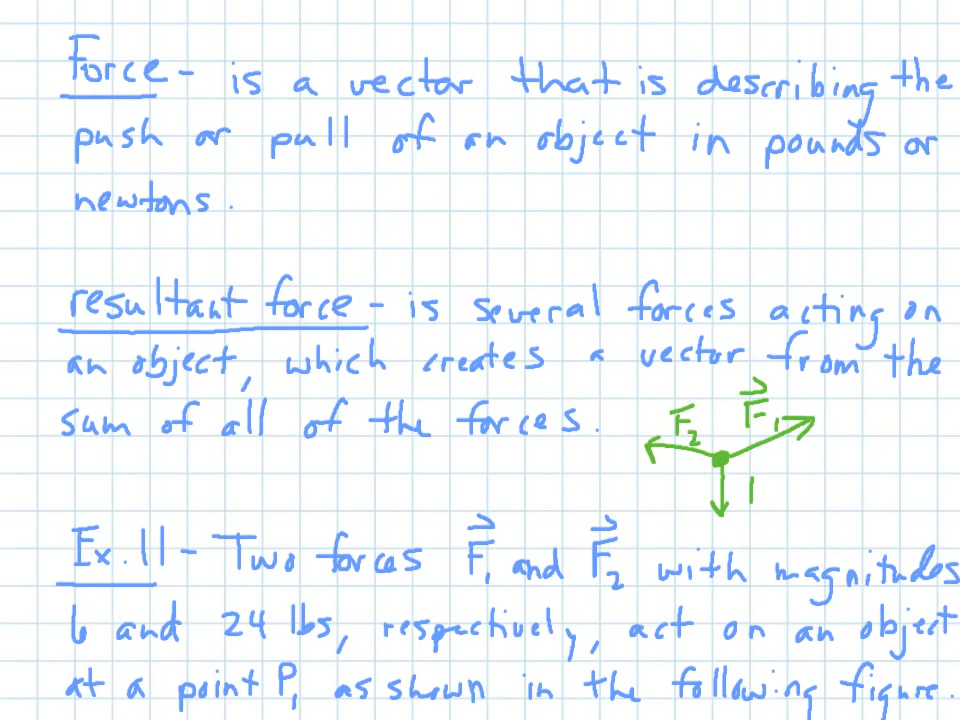 Force - is a vector that is describing the
push or pull of an object in pounds or
newtons.
resultant force - is several forces acting on
an object, which creates a vector from the
sum of all of the forces.
F₂ F₁
Ex. 11 - Two forces F₁ and F₂ with magnitudes
6 and 24 lbs, respectively, act on an object
at a point P, as shown in the following figure.